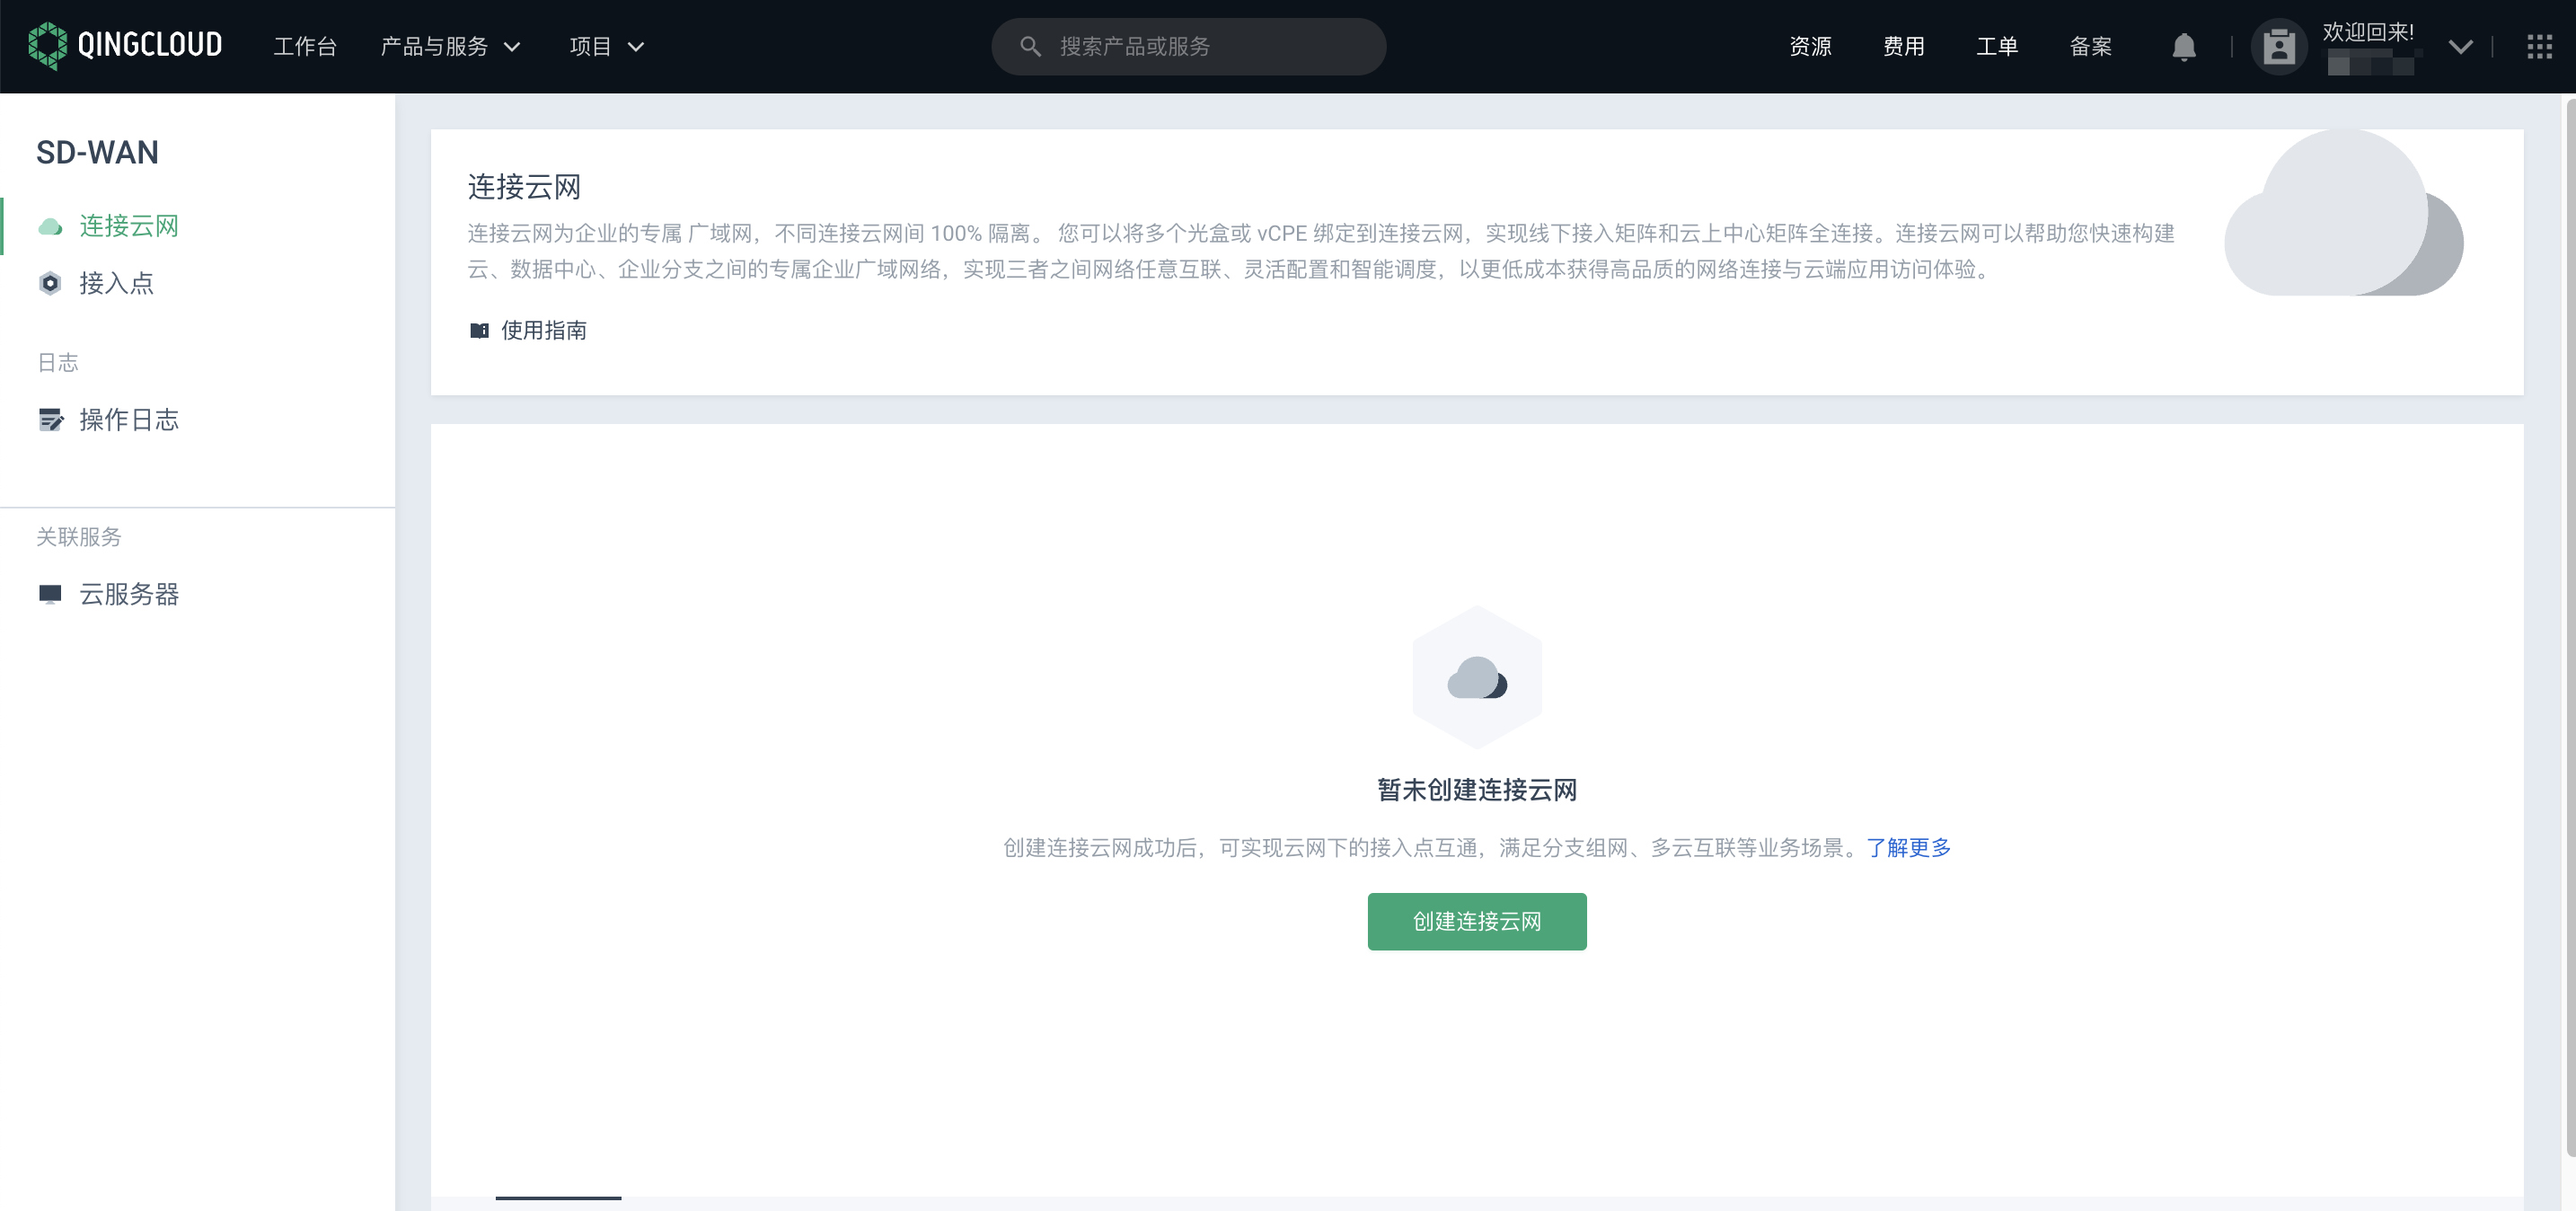 QINGCLOUD 工作台 产品与服务 项目 搜索产品或服务 资源 费用 工单 备案 欢迎回来!
SD-WAN
连接云网
接入点
日志
操作日志
关联服务
云服务器
连接云网
连接云网为企业的专属 广域网，不同连接云网间 100% 隔离。 您可以将多个光盒或 vCPE 绑定到连接云网，实现线下接入矩阵和云上中心矩阵全连接。连接云网可以帮助您快速构建
云、数据中心、企业分支之间的专属企业广域网络，实现三者之间网络任意互联、灵活配置和智能调度，以更低成本获得高品质的网络连接与云端应用访问体验。
使用指南
暂未创建连接云网
创建连接云网成功后，可实现云网下的接入点互通，满足分支组网、多云互联等业务场景。了解更多
创建连接云网